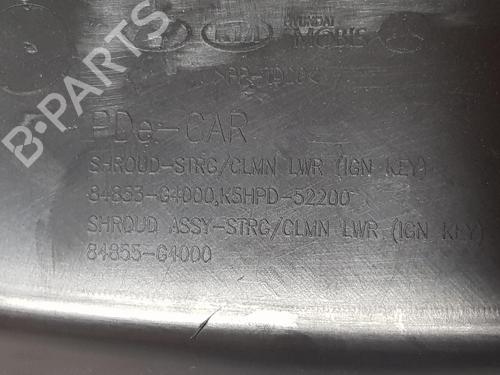 KIA HYUNDAI
MOBIS
B-PARTS
PDe-CAR
SHROUD-STRG/CLMN LWR (IGN KEY)
84853-G4000,K5HPD-52200
SHROUD ASSY-STRG/CLMN LWR (IGN KEY)
84855-G4000